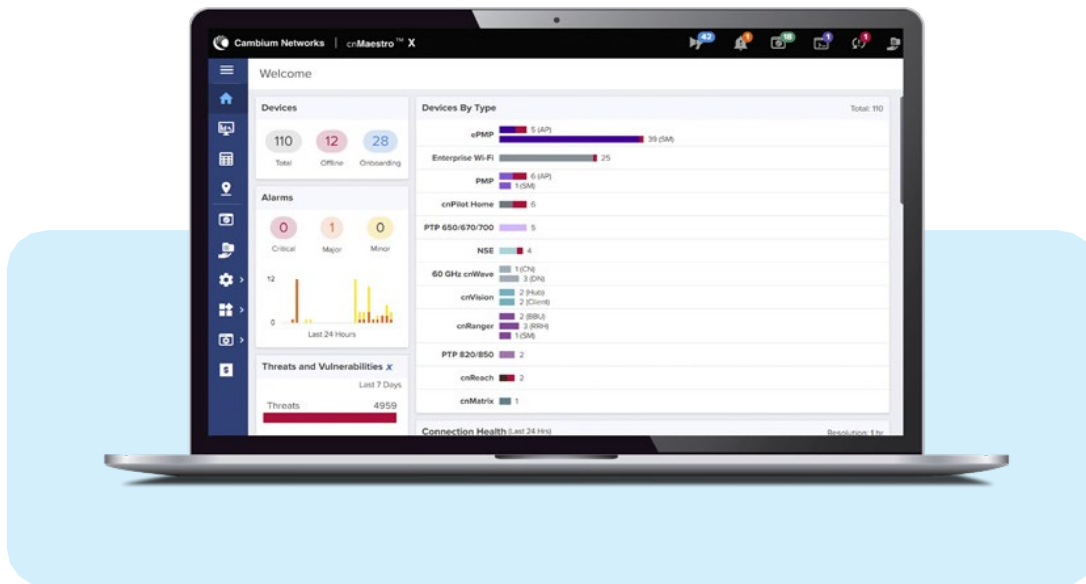 Cambium Networks | cnMaestro™ X
42
1
18
1
1
Welcome
Devices
110
12
28
Total
Offline
Onboarding
Alarms
0
1
0
Critical
Major
Minor
12
0
Last 24 Hours
Threats and Vulnerabilities X
Last 7 Days
Threats 4959
Devices By Type Total: 110
ePMP 5 (AP)
39 (SM)
Enterprise Wi-Fi 25
PMP 6 (AP)
1 (SM)
cnPilot Home 6
PTP 650/670/700 5
NSE 4
60 GHz cnWave 1 (CN)
3 (DN)
cnVision 2 (Hub)
2 (Client)
cnRanger 2 (BBU)
3 (RRH)
1 (SM)
PTP 820/850 2
cnReach 2
cnMatrix 1
Connection Health (Last 24 Hrs) Resolution: 1 hr